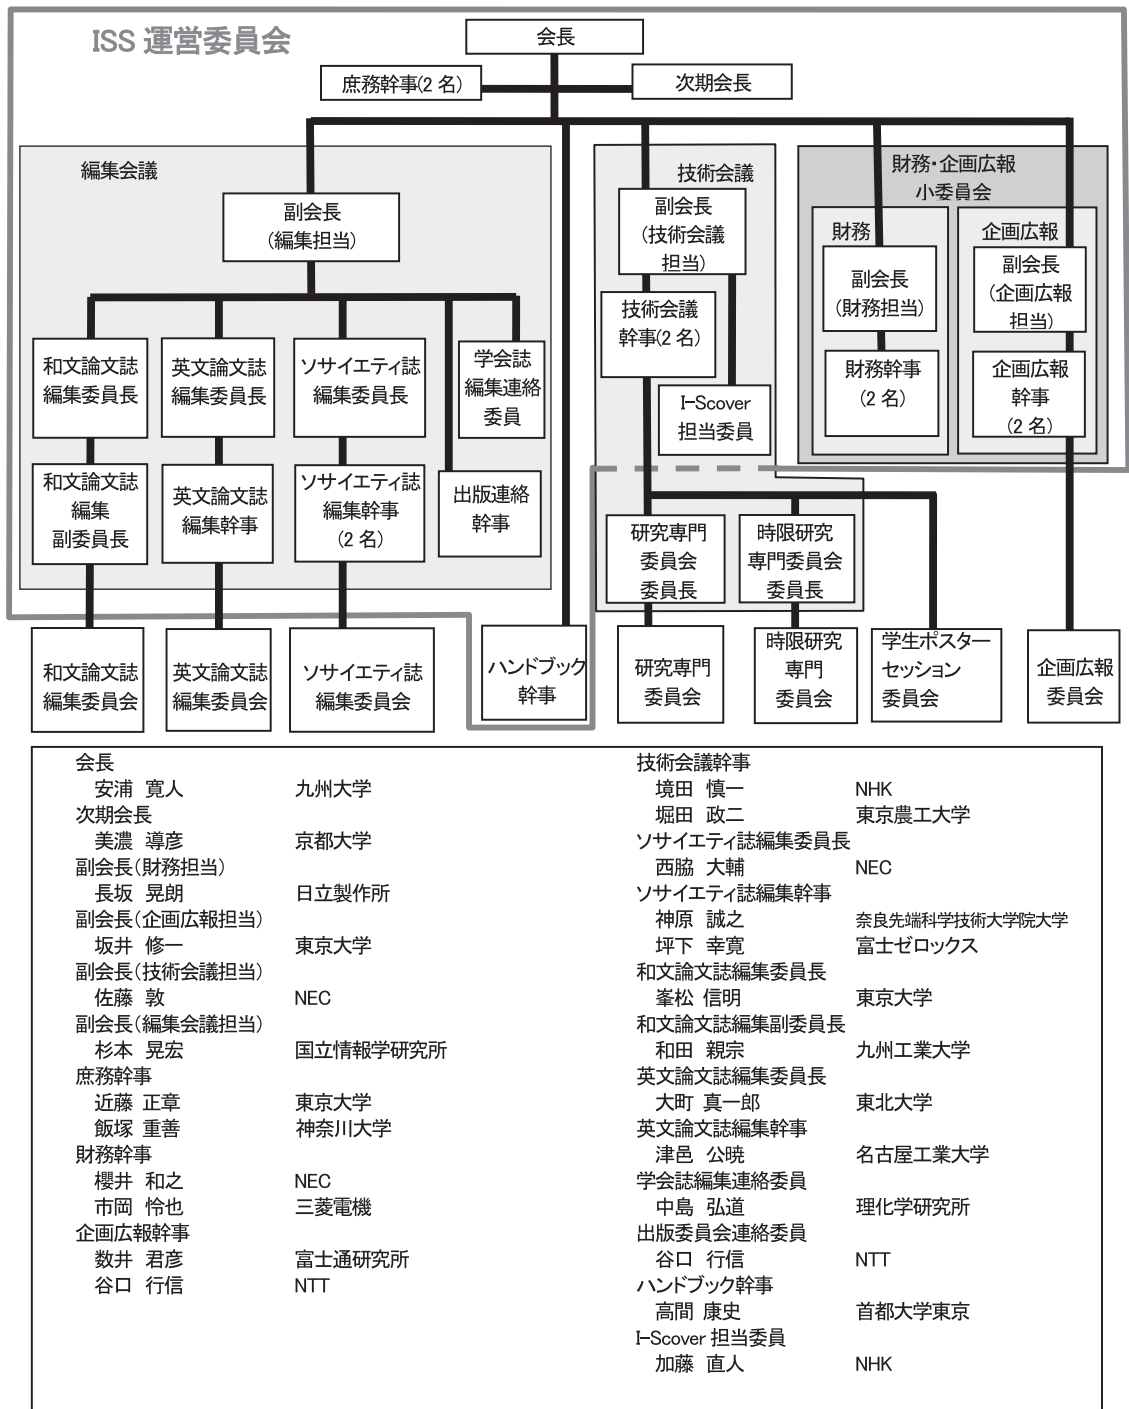 ISS 運営委員会
会長
庶務幹事(2 名)
次期会長
編集会議
副会長
(編集担当)
和文論文誌
編集委員長
英文論文誌
編集委員長
ソサイエティ誌
編集委員長
学会誌
編集連絡
委員
和文論文誌
編集
副委員長
英文論文誌
編集幹事
ソサイエティ誌
編集幹事
(2 名)
出版連絡
幹事
技術会議
副会長
(技術会議
担当)
技術会議
幹事(2 名)
I-Scover
担当委員
研究専門
委員会
委員長
時限研究
専門委員会
委員長
財務・企画広報
小委員会
財務
副会長
(財務担当)
財務幹事
(2 名)
企画広報
副会長
(企画広報
担当)
企画広報
幹事
(2 名)
和文論文誌
編集委員会
英文論文誌
編集委員会
ソサイエティ誌
編集委員会
ハンドブック
幹事
研究専門
委員会
時限研究
専門
委員会
学生ポスター
セッション
委員会
企画広報
委員会
会長
安浦 寛人 九州大学
次期会長
美濃 導彦 京都大学
副会長(財務担当)
長坂 晃朗 日立製作所
副会長(企画広報担当)
坂井 修一 東京大学
副会長(技術会議担当)
佐藤 敦 NEC
副会長(編集会議担当)
杉本 晃宏 国立情報学研究所
庶務幹事
近藤 正章 東京大学
飯塚 重善 神奈川大学
財務幹事
櫻井 和之 NEC
市岡 怜也 三菱電機
企画広報幹事
数井 君彦 富士通研究所
谷口 行信 NTT
技術会議幹事
境田 慎一 NHK
堀田 政二 東京農工大学
ソサイエティ誌編集委員長
西脇 大輔 NEC
ソサイエティ誌編集幹事
神原 誠之 奈良先端科学技術大学院大学
坪下 幸寛 富士ゼロックス
和文論文誌編集委員長
峯松 信明 東京大学
和文論文誌編集副委員長
和田 親宗 九州工業大学
英文論文誌編集委員長
大町 真一郎 東北大学
英文論文誌編集幹事
津邑 公暁 名古屋工業大学
学会誌編集連絡委員
中島 弘道 理化学研究所
出版委員会連絡委員
谷口 行信 NTT
ハンドブック幹事
高間 康史 首都大学東京
I-Scover 担当委員
加藤 直人 NHK